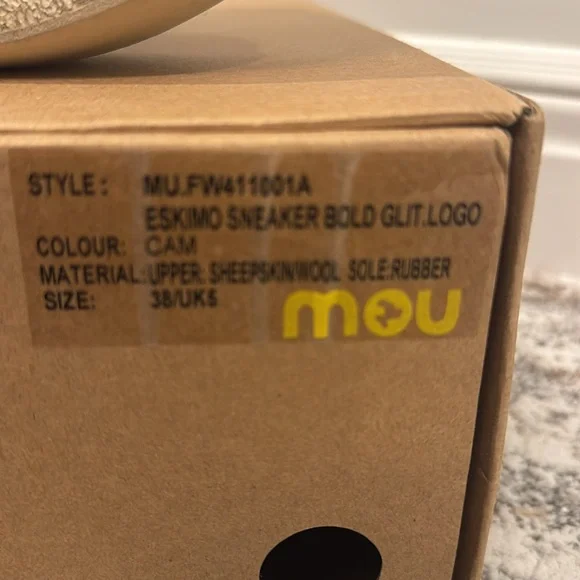 STYLE: MU.FW411001A
ESKIMO SNEAKER BOLD GLIT.LOGO
COLOUR: CAM
MATERIAL:UPPER: SHEEPSKIN/WOOL SOLE:RUBBER
SIZE: 38/UK5
mou